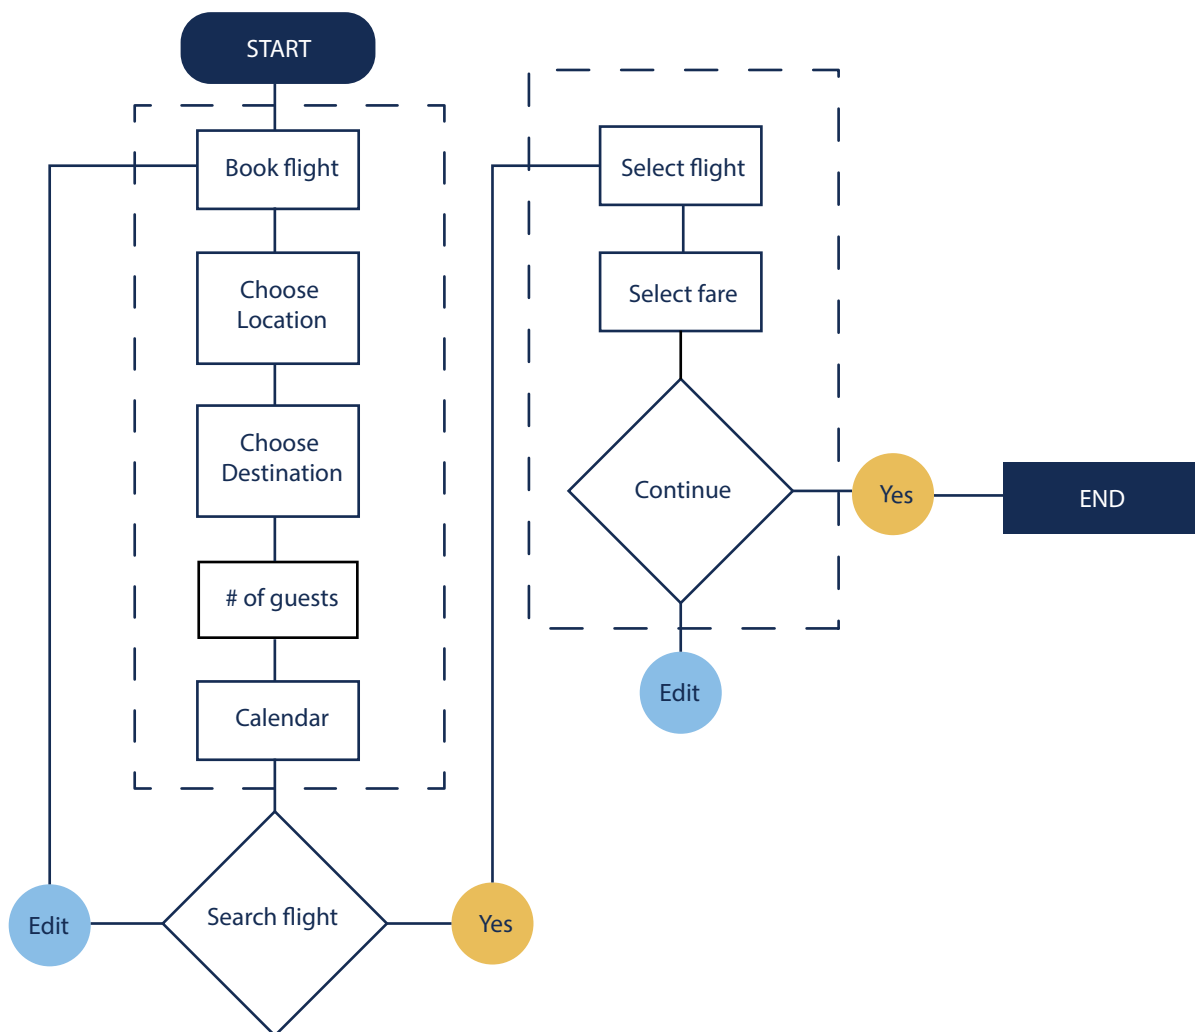 START
Book flight
Choose
Location
Choose
Destination
# of guests
Calendar
Search flight
Edit
Yes
Select flight
Select fare
Continue
Edit
Yes
END